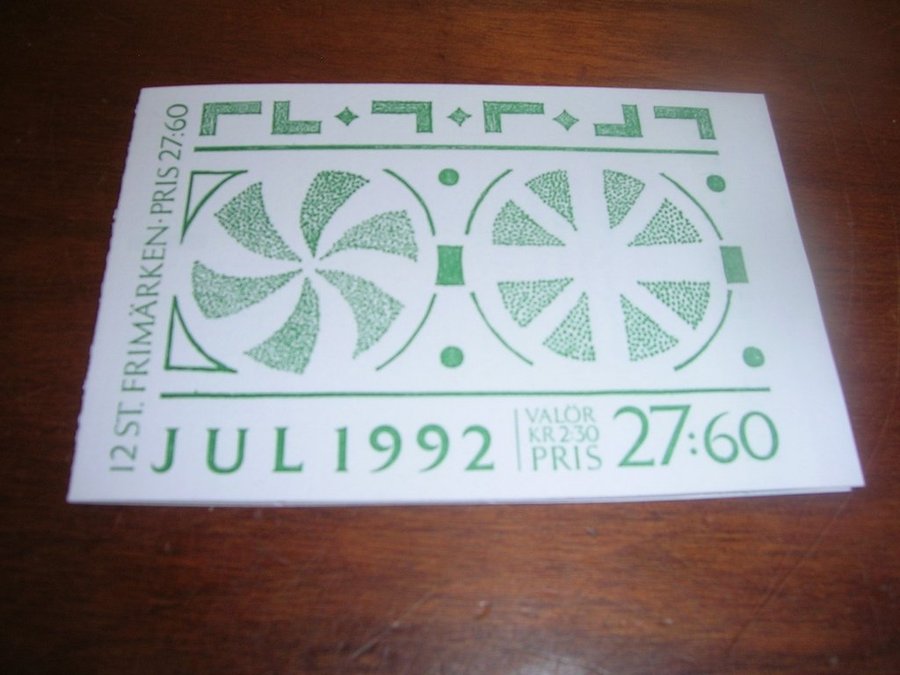 12 ST. FRIMÄRKEN · PRIS 27:60
JUL 1992
VALÖR
KR 2:30
PRIS
27:60